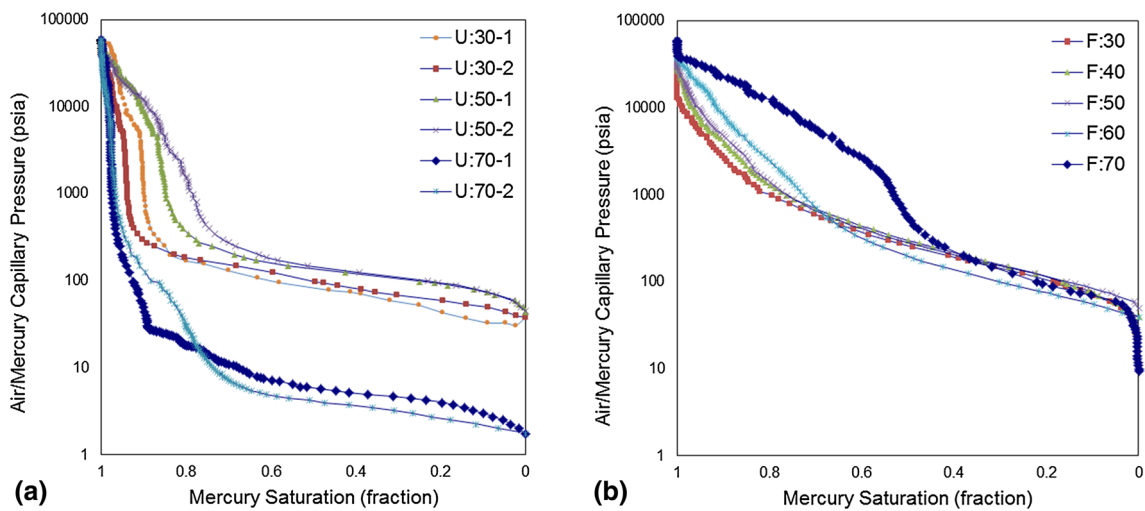 100000
10000
1000
100
10
1
1
0.8
0.6
0.4
0.2
0
Air/Mercury Capillary Pressure (psia)
Mercury Saturation (fraction)
U:30-1
U:30-2
U:50-1
U:50-2
U:70-1
U:70-2
(a)
100000
10000
1000
100
10
1
1
0.8
0.6
0.4
0.2
0
Air/Mercury Capillary Pressure (psia)
Mercury Saturation (fraction)
F:30
F:40
F:50
F:60
F:70
(b)